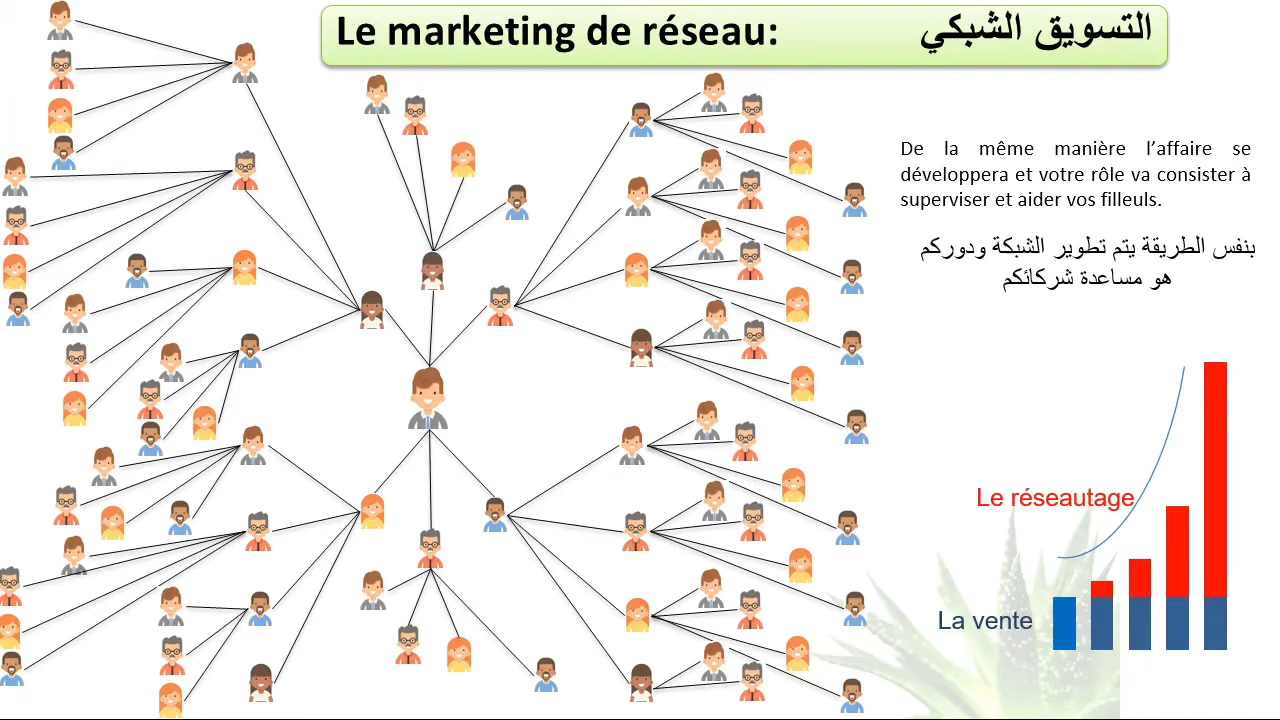 Le marketing de réseau: التسويق الشبكي
De la même manière l’affaire se
développera et votre rôle va consister à
superviser et aider vos filleuls.
بنفس الطريقة يتم تطوير الشبكة ودوركم
هو مساعدة شركائكم
Le réseautage
La vente